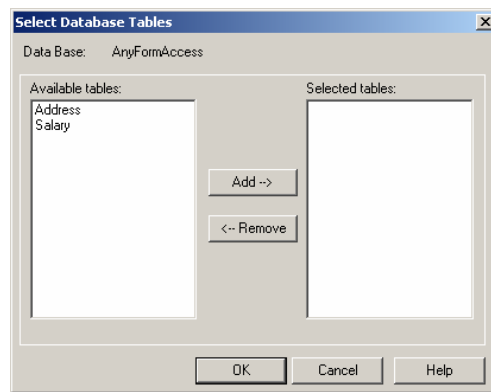 Select Database Tables
Data Base: AnyFormAccess
Available tables:
Selected tables:
Address
Salary
Add -->
<-- Remove
OK
Cancel
Help